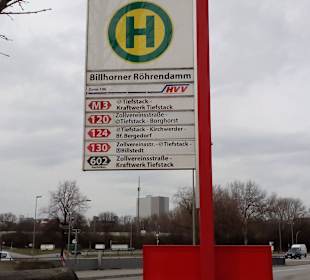 H
Billhorner Röhrendamm
HVV
M3 Tiefstack -
Kraftwerk Tiefstack
120 Zollvereinsstraße -
Tiefstack - Borghorst
124 Tiefstack - Kirchwerder -
Bf. Bergedorf
130 Zollvereinsstr. - Tiefstack -
Billstedt
602 Zollvereinsstraße -
Kraftwerk Tiefstack